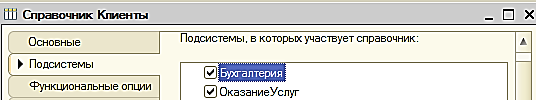 Справочник Клиенты
Основные
Подсистемы, в которых участвует справочник:
Подсистемы
Бухгалтерия
Функциональные опции
ОказаниеУслуг